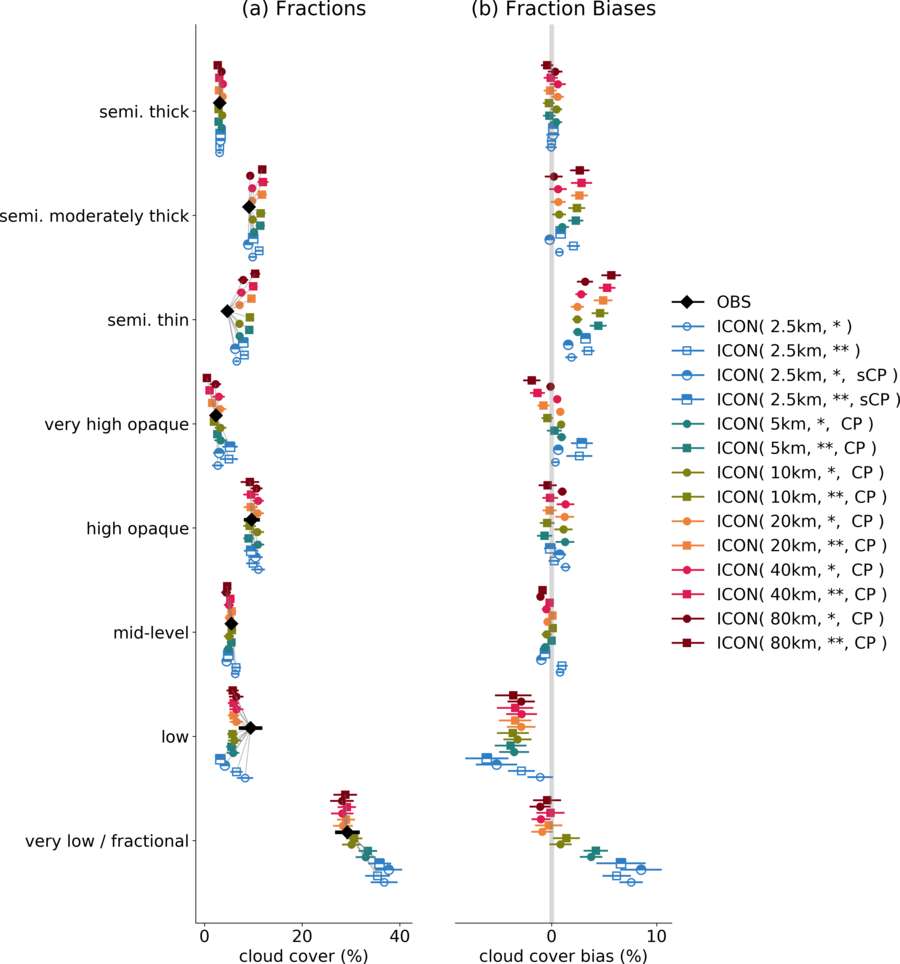 (a) Fractions
(b) Fraction Biases
semi. thick
semi. moderately thick
semi. thin
very high opaque
high opaque
mid-level
low
very low / fractional
0
20
40
cloud cover (%)
0
10
cloud cover bias (%)
OBS
ICON( 2.5km, * )
ICON( 2.5km, ** )
ICON( 2.5km, *, sCP )
ICON( 2.5km, **, sCP )
ICON( 5km, *, CP )
ICON( 5km, **, CP )
ICON( 10km, *, CP )
ICON( 10km, **, CP )
ICON( 20km, *, CP )
ICON( 20km, **, CP )
ICON( 40km, *, CP )
ICON( 40km, **, CP )
ICON( 80km, *, CP )
ICON( 80km, **, CP )